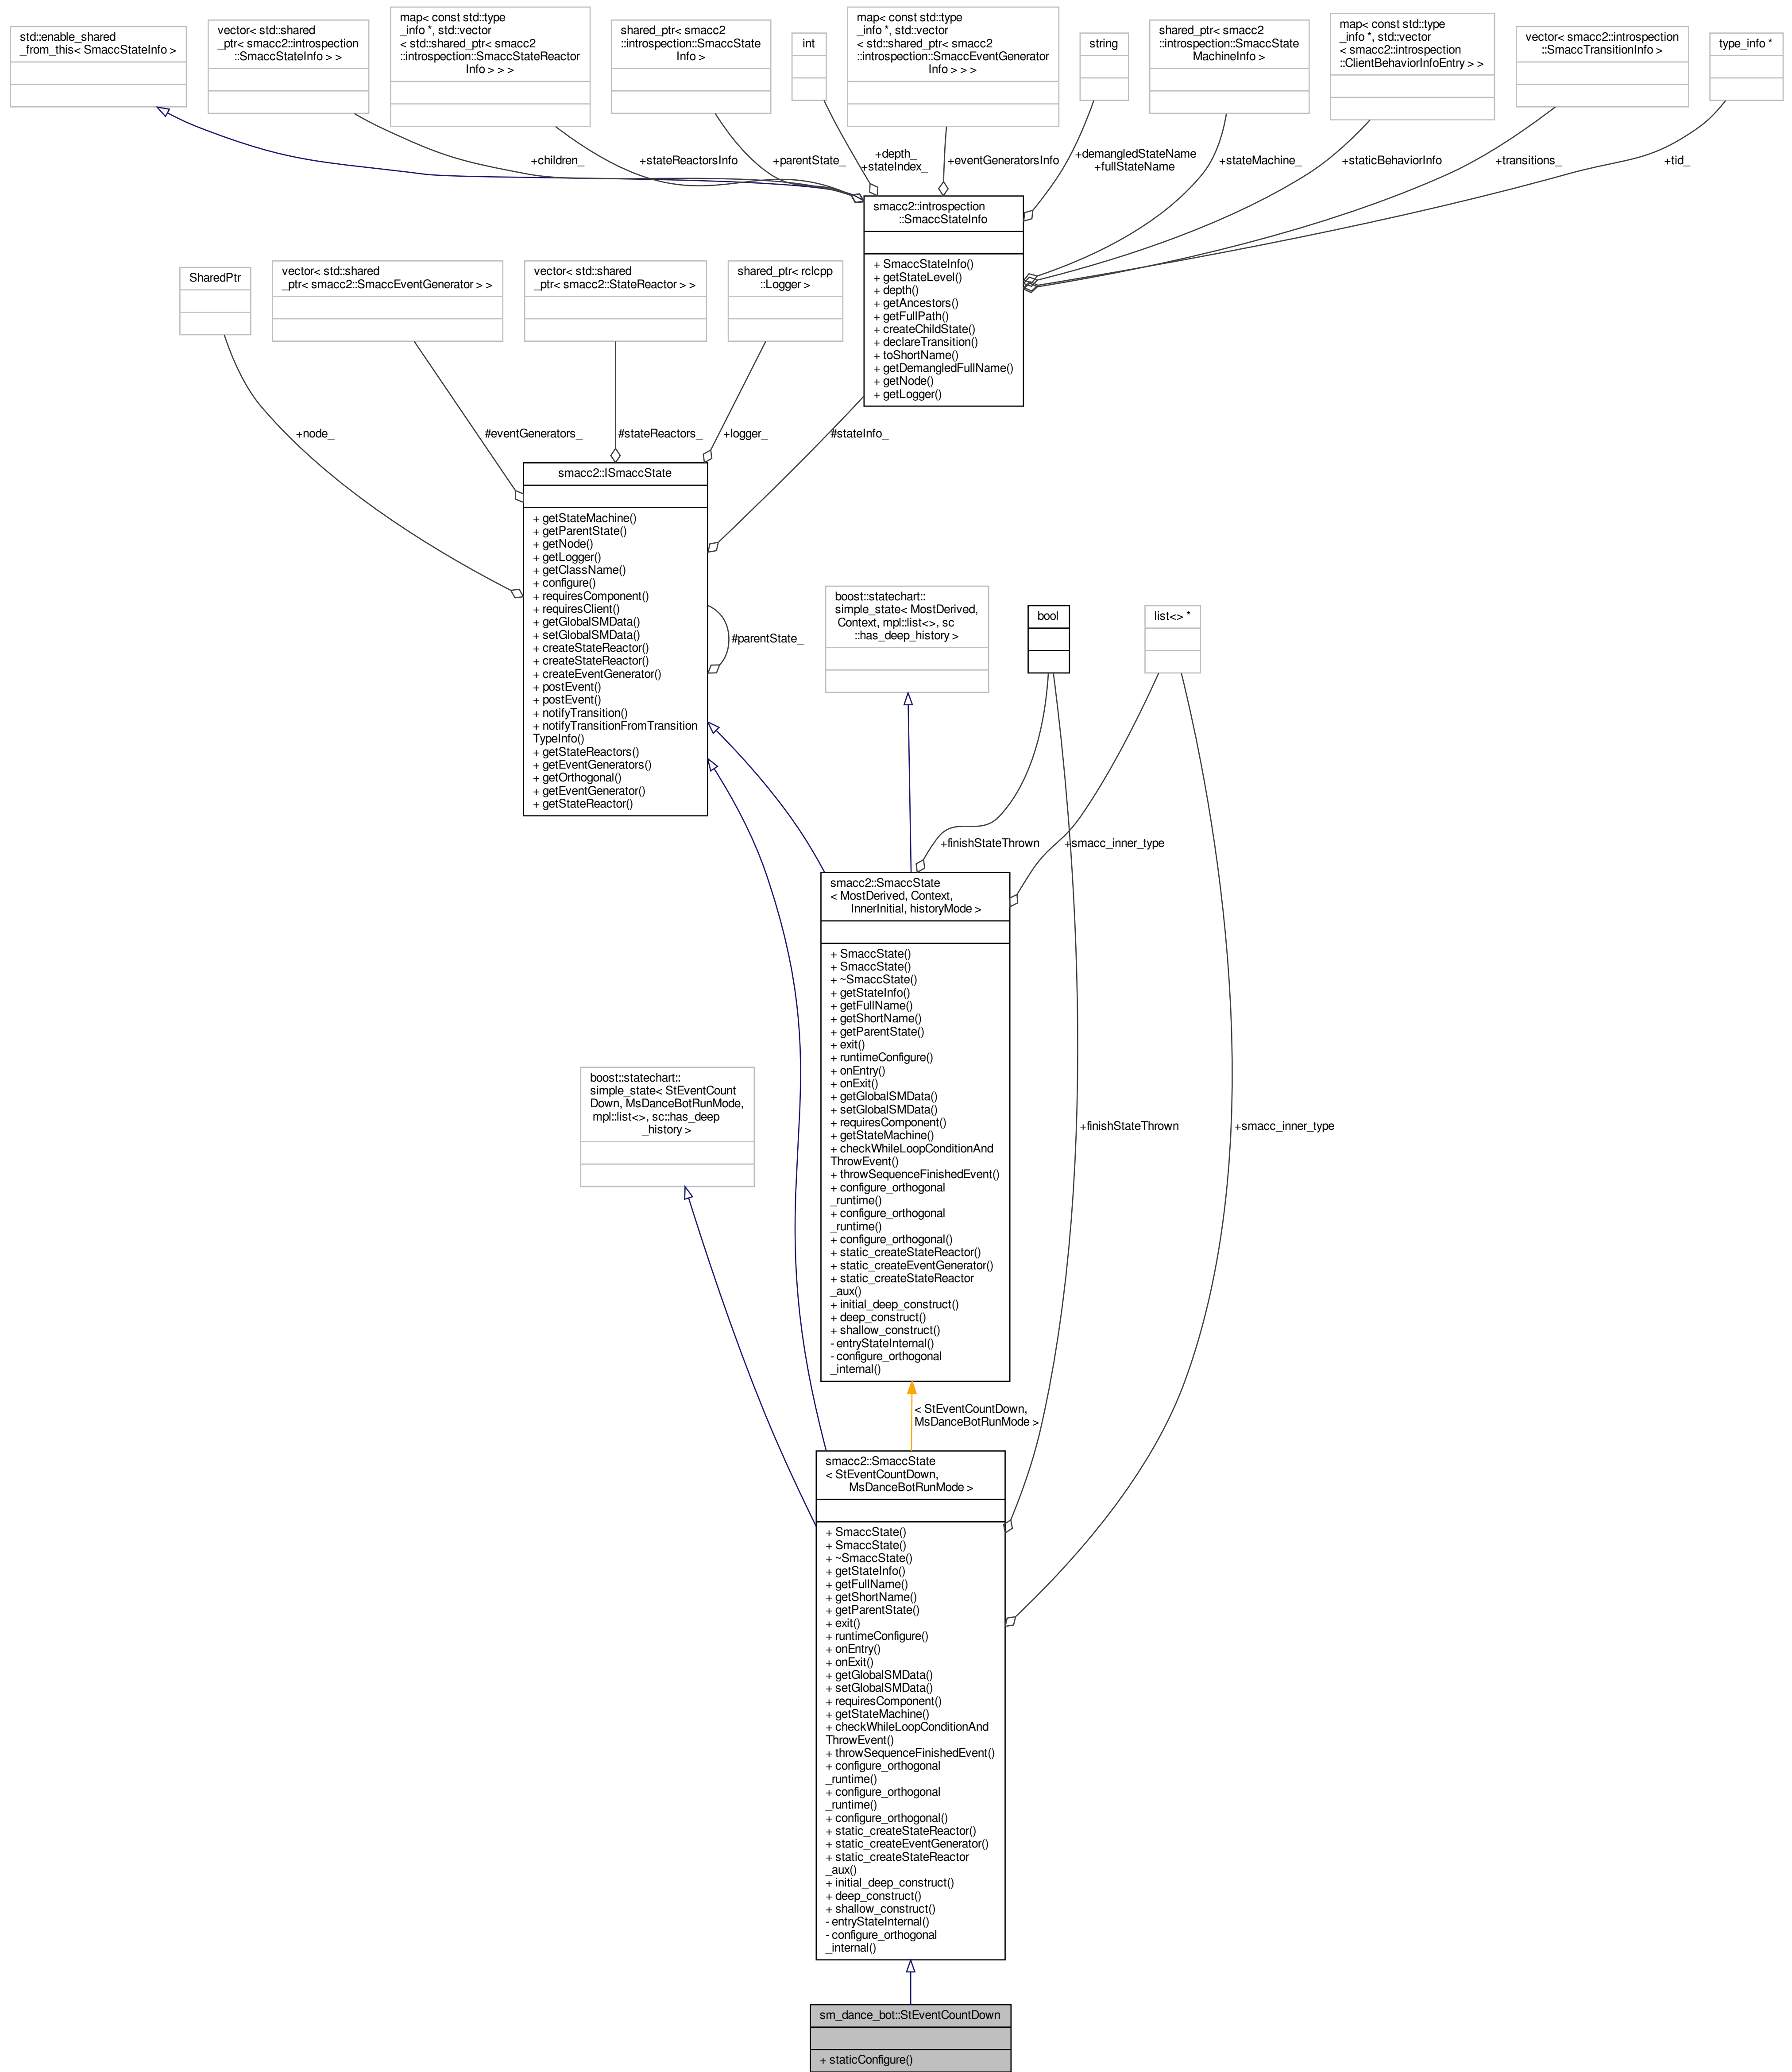 std::enable_shared
_from_this< SmaccStateInfo >
vector< std::shared
_ptr< smacc2::introspection
::SmaccStateInfo > >
map< const std::type
_info *, std::vector
< std::shared_ptr< smacc2
::introspection::SmaccStateReactor
Info > > >
shared_ptr< smacc2
::introspection::SmaccState
Info >
int
map< const std::type
_info *, std::vector
< std::shared_ptr< smacc2
::introspection::SmaccEventGenerator
Info > > >
string
shared_ptr< smacc2
::introspection::SmaccState
MachineInfo >
map< const std::type
_info *, std::vector
< smacc2::introspection
::ClientBehaviorInfoEntry > >
vector< smacc2::introspection
::SmaccTransitionInfo >
type_info *
+children_
+stateReactorsInfo
+parentState_
+depth_
+stateIndex_
+eventGeneratorsInfo
+demangledStateName
+fullStateName
+stateMachine_
+staticBehaviorInfo
+transitions_
+tid_
smacc2::introspection
::SmaccStateInfo
+ SmaccStateInfo()
+ getStateLevel()
+ depth()
+ getAncestors()
+ getFullPath()
+ createChildState()
+ declareTransition()
+ toShortName()
+ getDemangledFullName()
+ getNode()
+ getLogger()
SharedPtr
vector< std::shared
_ptr< smacc2::SmaccEventGenerator > >
vector< std::shared
_ptr< smacc2::StateReactor > >
shared_ptr< rclcpp
::Logger >
+node_
#eventGenerators_
#stateReactors_
+logger_
#stateInfo_
smacc2::ISmaccState
+ getStateMachine()
+ getParentState()
+ getNode()
+ getLogger()
+ getClassName()
+ configure()
+ requiresComponent()
+ requiresClient()
+ getGlobalSMData()
+ setGlobalSMData()
+ createStateReactor()
+ createStateReactor()
+ createEventGenerator()
+ postEvent()
+ postEvent()
+ notifyTransition()
+ notifyTransitionFromTransition
TypeInfo()
+ getStateReactors()
+ getEventGenerators()
+ getOrthogonal()
+ getEventGenerator()
+ getStateReactor()
#parentState_
boost::statechart::
simple_state< MostDerived,
Context, mpl::list<>, sc
::has_deep_history >
bool
list<> *
+finishStateThrown
+smacc_inner_type
smacc2::SmaccState
< MostDerived, Context,
InnerInitial, historyMode >
+ SmaccState()
+ SmaccState()
+ ~SmaccState()
+ getStateInfo()
+ getFullName()
+ getShortName()
+ getParentState()
+ exit()
+ runtimeConfigure()
+ onEntry()
+ onExit()
+ getGlobalSMData()
+ setGlobalSMData()
+ requiresComponent()
+ getStateMachine()
+ checkWhileLoopConditionAnd
ThrowEvent()
+ throwSequenceFinishedEvent()
+ configure_orthogonal
_runtime()
+ configure_orthogonal
_runtime()
+ configure_orthogonal()
+ static_createStateReactor()
+ static_createEventGenerator()
+ static_createStateReactor
_aux()
+ initial_deep_construct()
+ deep_construct()
+ shallow_construct()
- entryStateInternal()
- configure_orthogonal
_internal()
boost::statechart::
simple_state< StEventCount
Down, MsDanceBotRunMode,
mpl::list<>, sc::has_deep
_history >
+finishStateThrown
+smacc_inner_type
< StEventCountDown,
MsDanceBotRunMode >
smacc2::SmaccState
< StEventCountDown,
MsDanceBotRunMode >
+ SmaccState()
+ SmaccState()
+ ~SmaccState()
+ getStateInfo()
+ getFullName()
+ getShortName()
+ getParentState()
+ exit()
+ runtimeConfigure()
+ onEntry()
+ onExit()
+ getGlobalSMData()
+ setGlobalSMData()
+ requiresComponent()
+ getStateMachine()
+ checkWhileLoopConditionAnd
ThrowEvent()
+ throwSequenceFinishedEvent()
+ configure_orthogonal
_runtime()
+ configure_orthogonal
_runtime()
+ configure_orthogonal()
+ static_createStateReactor()
+ static_createEventGenerator()
+ static_createStateReactor
_aux()
+ initial_deep_construct()
+ deep_construct()
+ shallow_construct()
- entryStateInternal()
- configure_orthogonal
_internal()
sm_dance_bot::StEventCountDown
+ staticConfigure()